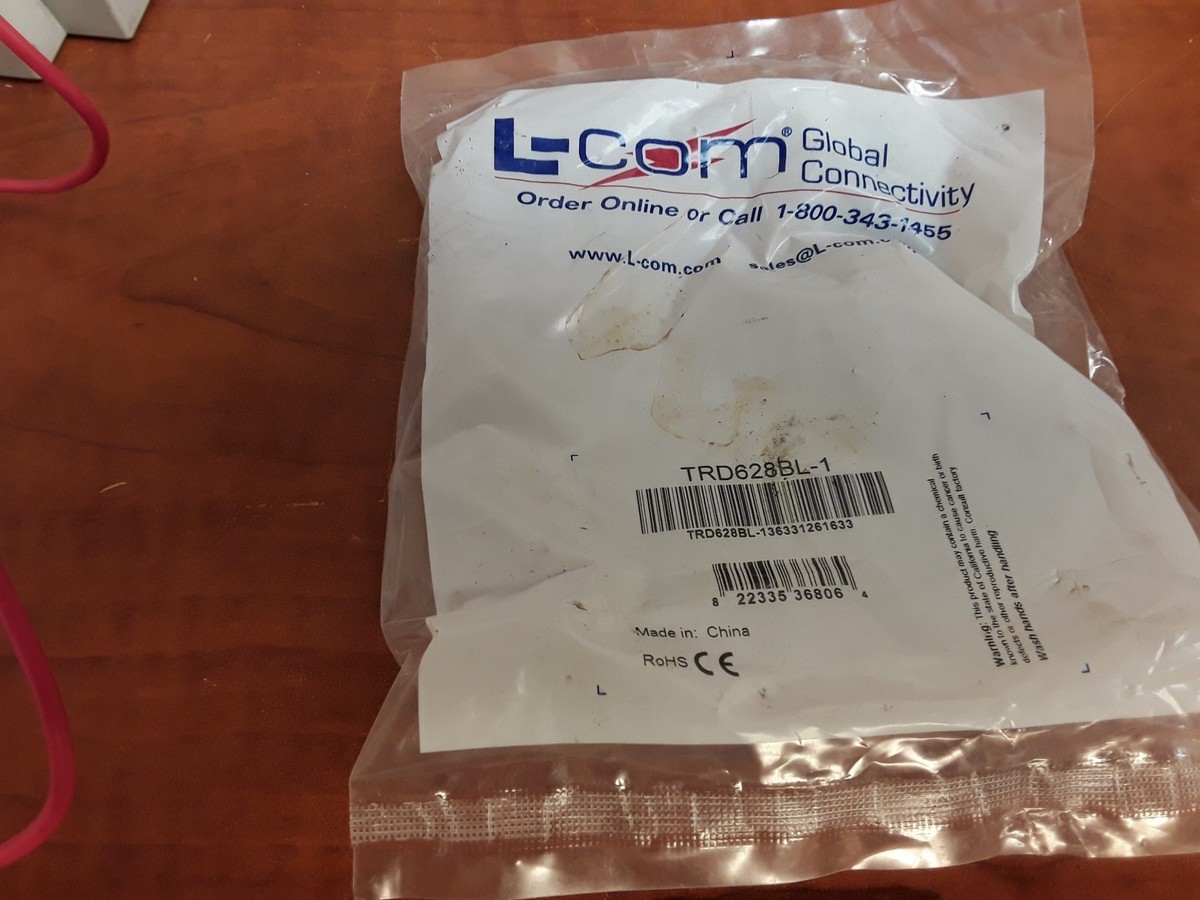 L-com® Global Connectivity
Order Online or Call 1-800-343-1455
www.L-com.com sales@L-com.
TRD628BL-1
TRD628BL-136331261633
8 22335 36806 4
Made in: China
RoHS CE
Warning: This product may contain a chemical
known to the state of California to cause cancer or birth
defects or other reproductive harm. Consult factory
Wash hands after handling